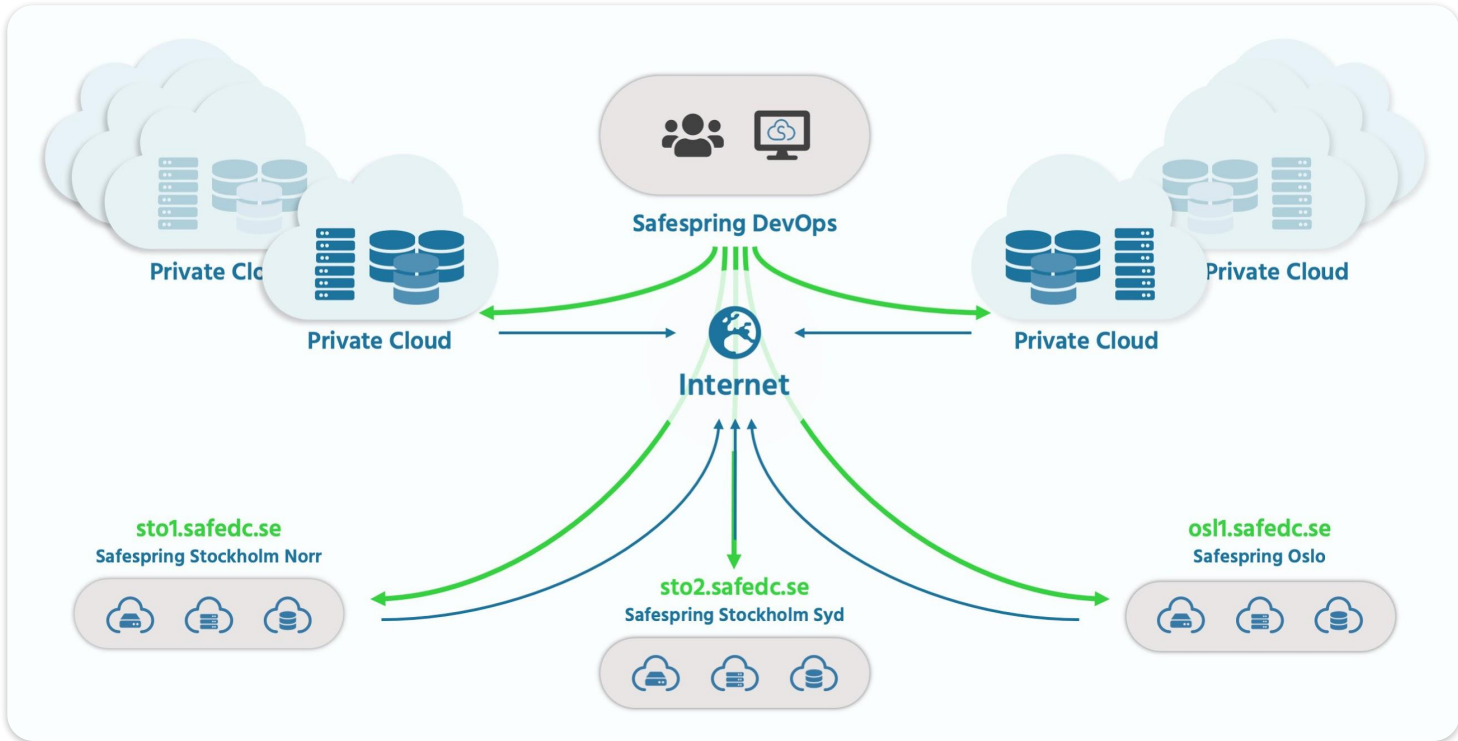 Safespring DevOps
Private Clo
Private Cloud
Private Cloud
Private Cloud
Internet
sto1.safedc.se
Safespring Stockholm Norr
sto2.safedc.se
Safespring Stockholm Syd
osl1.safedc.se
Safespring Oslo